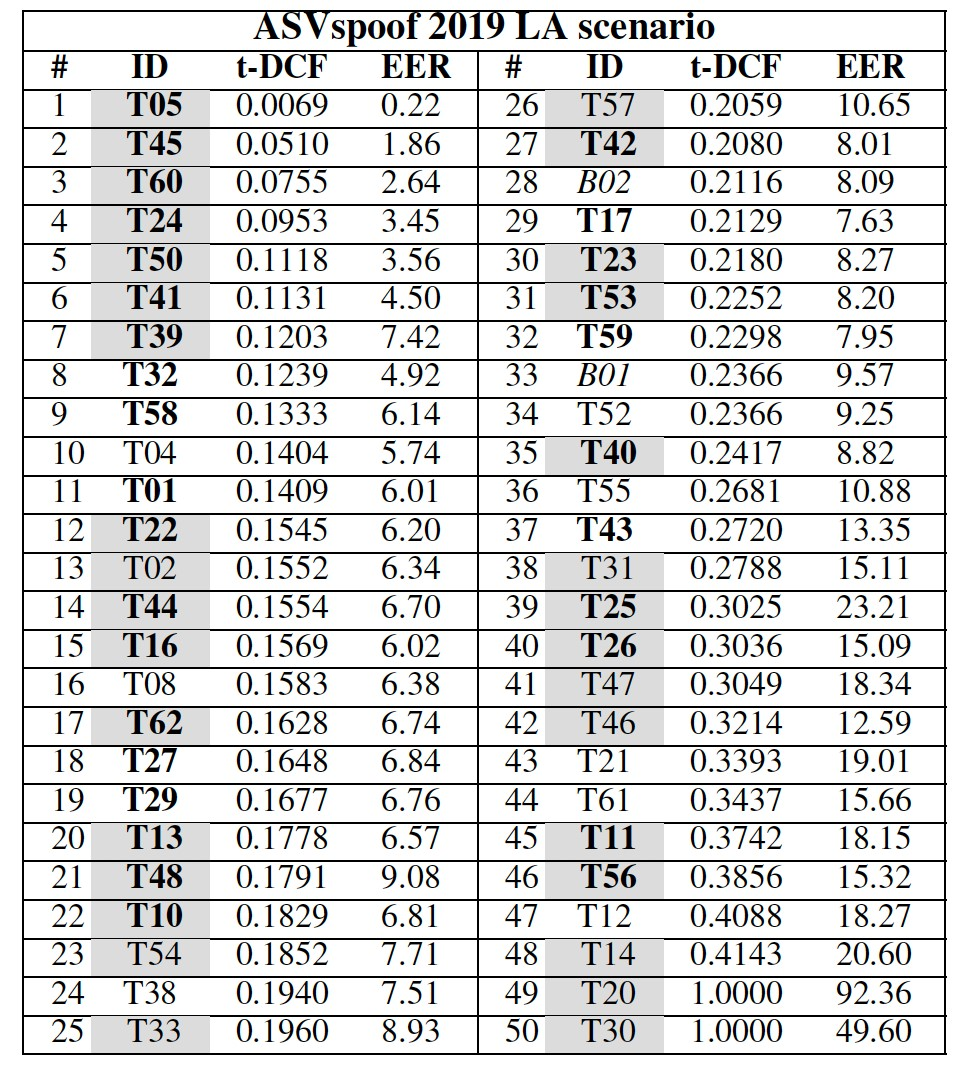 ASVspoof 2019 LA scenario
# ID t-DCF EER # ID t-DCF EER
1 T05 0.0069 0.22 26 T57 0.2059 10.65
2 T45 0.0510 1.86 27 T42 0.2080 8.01
3 T60 0.0755 2.64 28 B02 0.2116 8.09
4 T24 0.0953 3.45 29 T17 0.2129 7.63
5 T50 0.1118 3.56 30 T23 0.2180 8.27
6 T41 0.1131 4.50 31 T53 0.2252 8.20
7 T39 0.1203 7.42 32 T59 0.2298 7.95
8 T32 0.1239 4.92 33 B01 0.2366 9.57
9 T58 0.1333 6.14 34 T52 0.2366 9.25
10 T04 0.1404 5.74 35 T40 0.2417 8.82
11 T01 0.1409 6.01 36 T55 0.2681 10.88
12 T22 0.1545 6.20 37 T43 0.2720 13.35
13 T02 0.1552 6.34 38 T31 0.2788 15.11
14 T44 0.1554 6.70 39 T25 0.3025 23.21
15 T16 0.1569 6.02 40 T26 0.3036 15.09
16 T08 0.1583 6.38 41 T47 0.3049 18.34
17 T62 0.1628 6.74 42 T46 0.3214 12.59
18 T27 0.1648 6.84 43 T21 0.3393 19.01
19 T29 0.1677 6.76 44 T61 0.3437 15.66
20 T13 0.1778 6.57 45 T11 0.3742 18.15
21 T48 0.1791 9.08 46 T56 0.3856 15.32
22 T10 0.1829 6.81 47 T12 0.4088 18.27
23 T54 0.1852 7.71 48 T14 0.4143 20.60
24 T38 0.1940 7.51 49 T20 1.0000 92.36
25 T33 0.1960 8.93 50 T30 1.0000 49.60